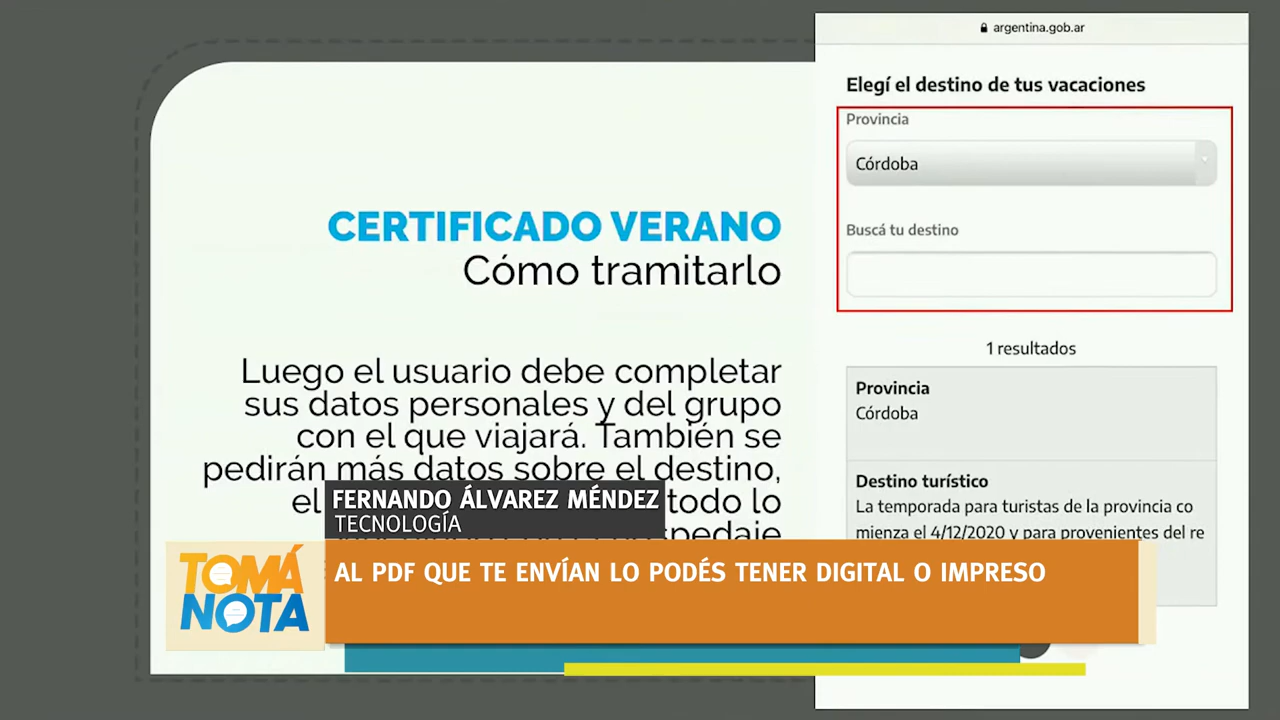 CERTIFICADO VERANO
Cómo tramitarlo
Luego el usuario debe completar
sus datos personales y del grupo
con el que viajará. También se
pedirán más datos sobre el destino,
el
todo lo
spedaje
argentina.gob.ar
Elegí el destino de tus vacaciones
Provincia
Córdoba
Buscá tu destino
1 resultados
Provincia
Córdoba
Destino turístico
La temporada para turistas de la provincia co
mienza el 4/12/2020 y para provenientes del re
FERNANDO ÁLVAREZ MÉNDEZ
TECNOLOGÍA
TOMÁ
NOTA
AL PDF QUE TE ENVÍAN LO PODÉS TENER DIGITAL O IMPRESO